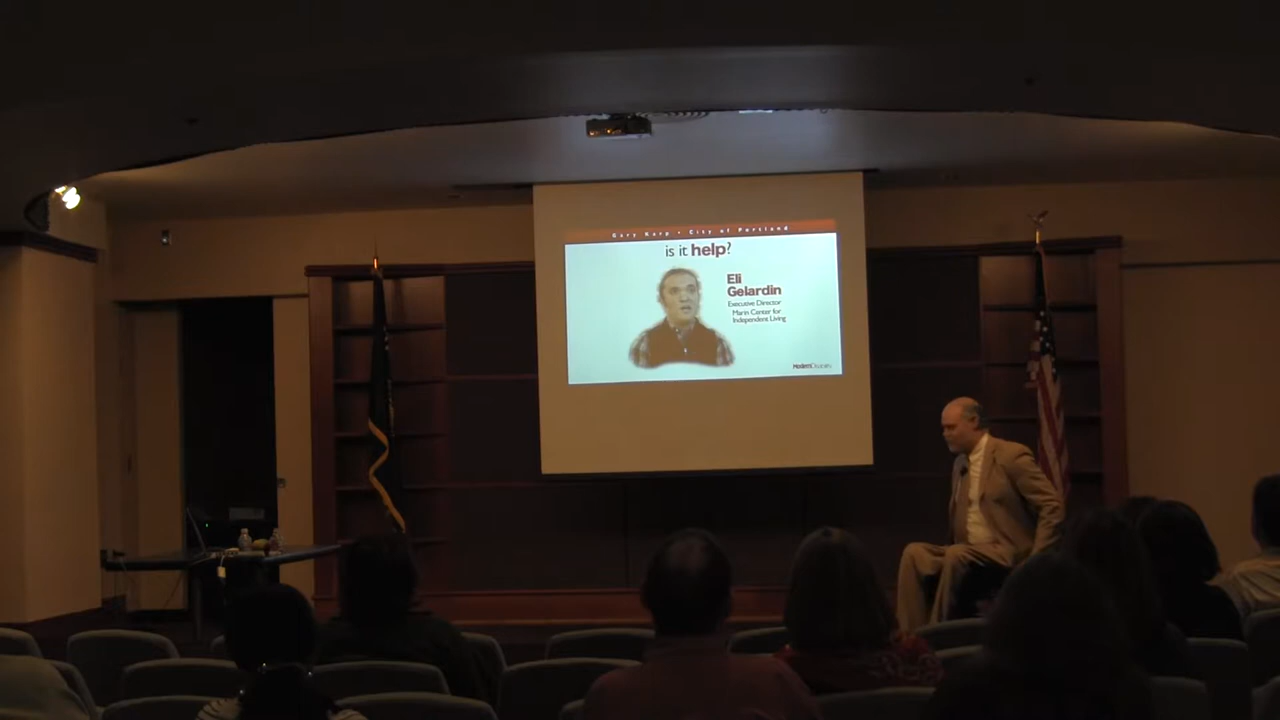 Gary Karp • City of Portland
is it help?
Eli
Gelardin
Executive Director
Marin Center for
Independent Living